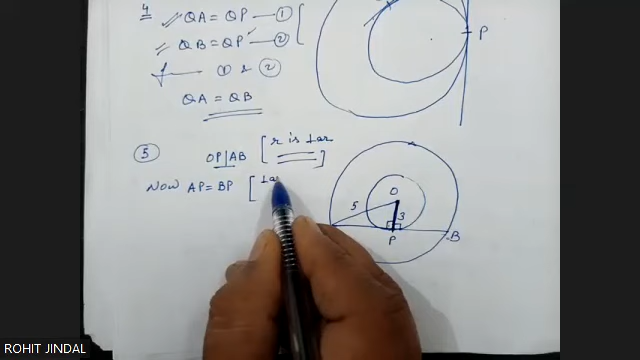 4
QA = QP — ①
QB = QP — ②
f — ① & ②
QA = QB
P
⑤ OP⊥AB [ r is ⊥ar ]
NOW AP = BP [ ⊥a
O
5
3
P
B
ROHIT JINDAL